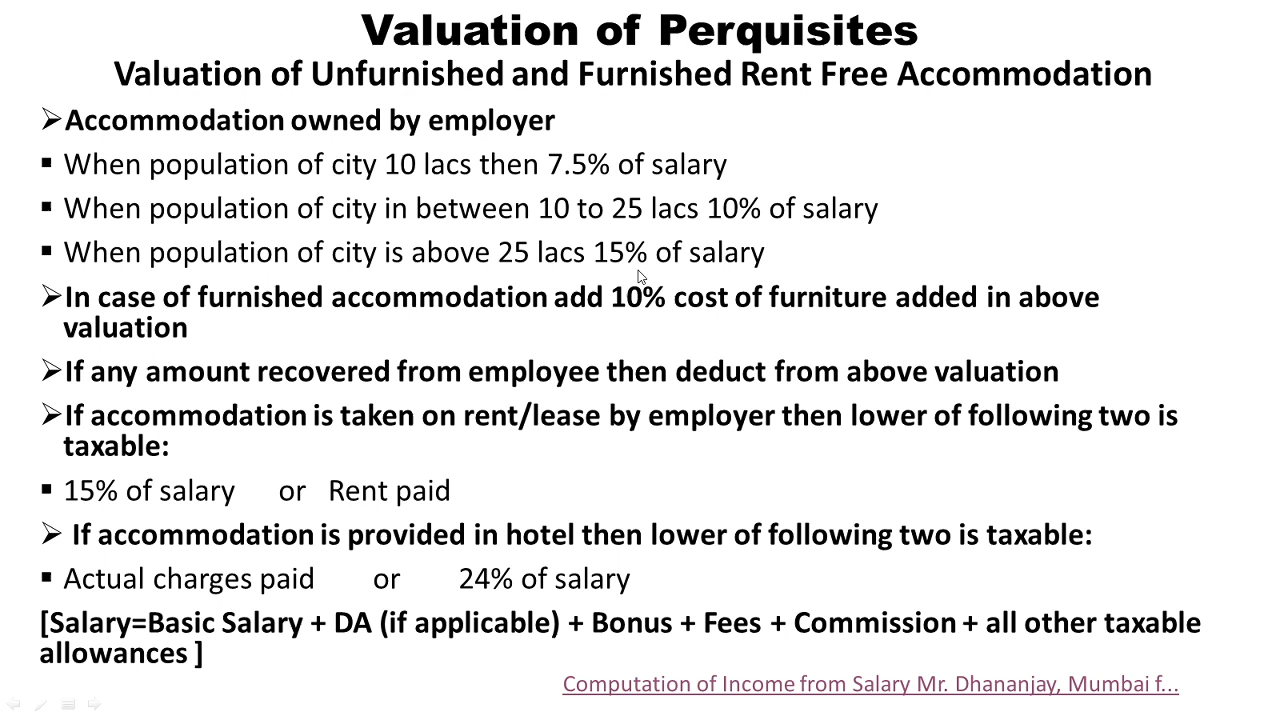 Valuation of Perquisites
Valuation of Unfurnished and Furnished Rent Free Accommodation
➢Accommodation owned by employer
▪ When population of city 10 lacs then 7.5% of salary
▪ When population of city in between 10 to 25 lacs 10% of salary
▪ When population of city is above 25 lacs 15% of salary
➢In case of furnished accommodation add 10% cost of furniture added in above
valuation
➢If any amount recovered from employee then deduct from above valuation
➢If accommodation is taken on rent/lease by employer then lower of following two is
taxable:
▪ 15% of salary or Rent paid
➢ If accommodation is provided in hotel then lower of following two is taxable:
▪ Actual charges paid or 24% of salary
[Salary=Basic Salary + DA (if applicable) + Bonus + Fees + Commission + all other taxable
allowances ]
Computation of Income from Salary Mr. Dhananjay, Mumbai f...